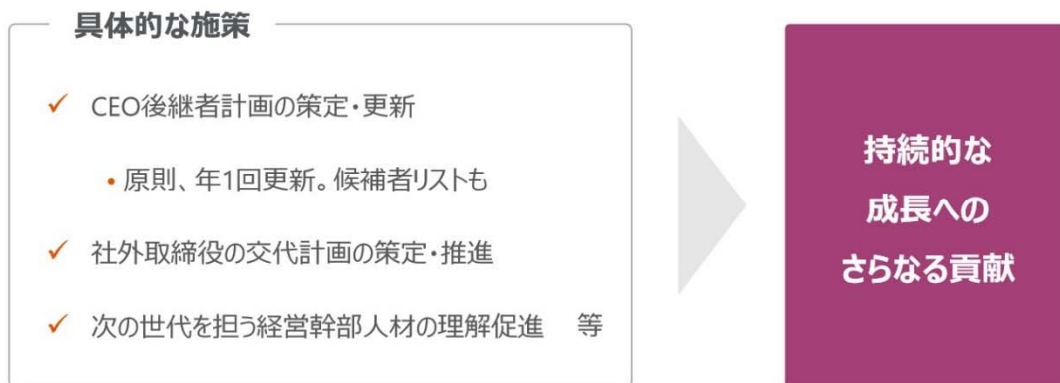 具体的な施策
✓ CEO後継者計画の策定・更新
• 原則、年1回更新。候補者リストも
✓ 社外取締役の交代計画の策定・推進
✓ 次の世代を担う経営幹部人材の理解促進　等
持続的な
成長への
さらなる貢献